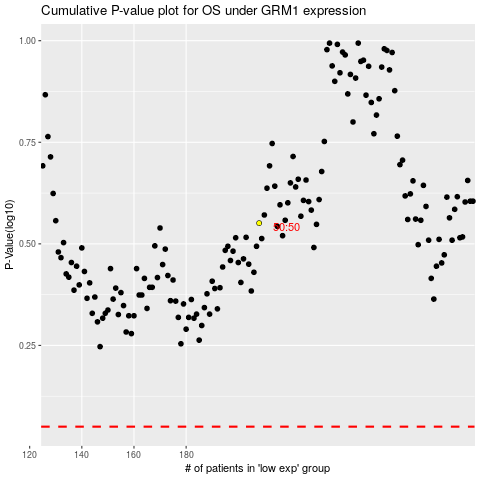 Cumulative P-value plot for OS under GRM1 expression
P-Value(log10)
1.00
0.75
0.50
0.25
50:50
120 140 160 180
# of patients in 'low exp' group